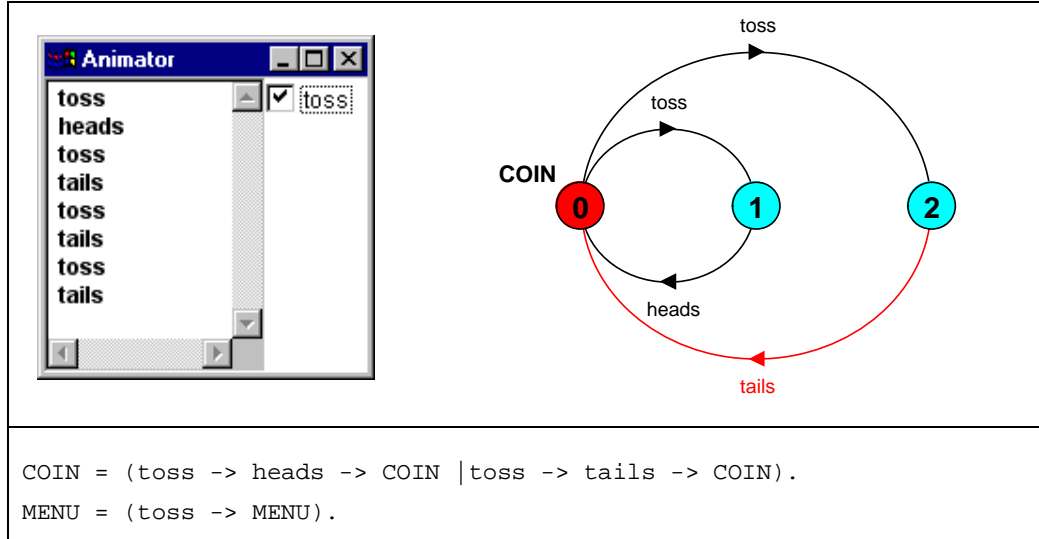 Animator
toss
heads
toss
tails
toss
tails
toss
tails
toss
toss
toss
COIN
0
1
2
heads
tails
COIN = (toss -> heads -> COIN |toss -> tails -> COIN).
MENU = (toss -> MENU).